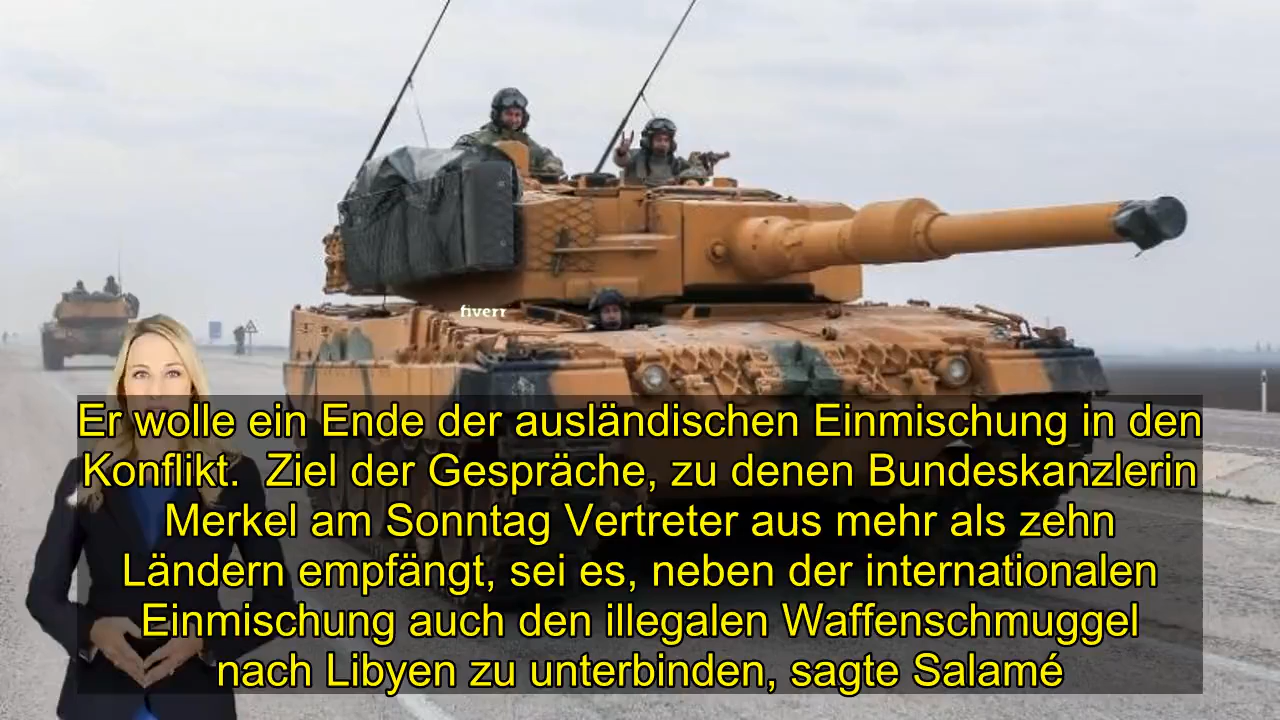 fiverr
Er wolle ein Ende der ausländischen Einmischung in den
Konflikt.  Ziel der Gespräche, zu denen Bundeskanzlerin
Merkel am Sonntag Vertreter aus mehr als zehn
Ländern empfängt, sei es, neben der internationalen
Einmischung auch den illegalen Waffenschmuggel
nach Libyen zu unterbinden, sagte Salamé